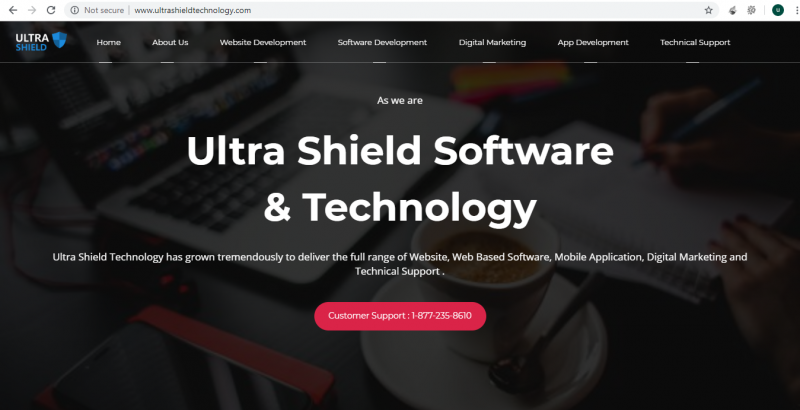 Not secure | www.ultrashieldtechnology.com
u
ULTRA
SHIELD
Home About Us Website Development Software Development Digital Marketing App Development Technical Support
As we are
Ultra Shield Software
& Technology
Ultra Shield Technology has grown tremendously to deliver the full range of Website, Web Based Software, Mobile Application, Digital Marketing and
Technical Support .
Customer Support : 1-877-235-8610